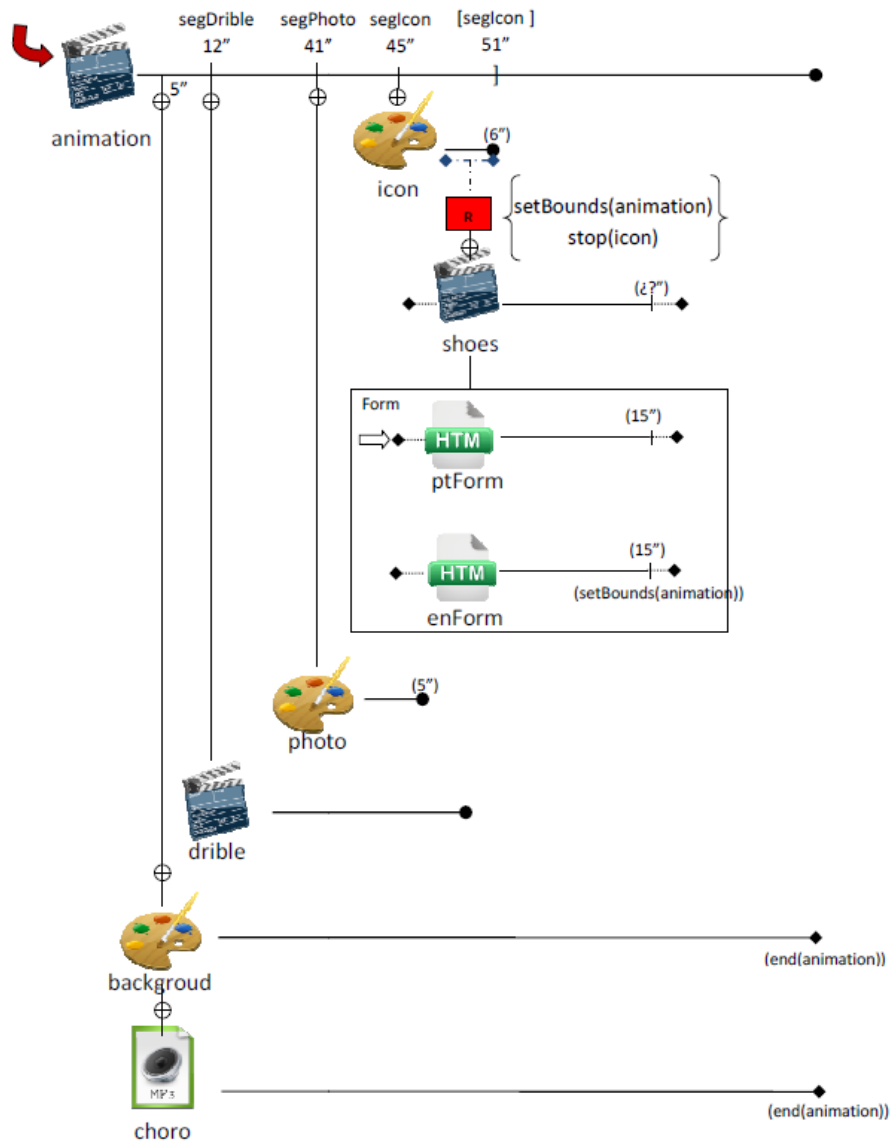 segDrible segPhoto segIcon [segIcon ]
12” 41” 45” 51”
]
5”
animation
(6”)
icon
R
setBounds(animation)
stop(icon)
(¿?”)
shoes
Form
(15”)
HTM
ptForm
(15”)
HTM
(setBounds(animation))
enForm
(5”)
photo
drible
(end(animation))
backgroud
MP3
(end(animation))
choro